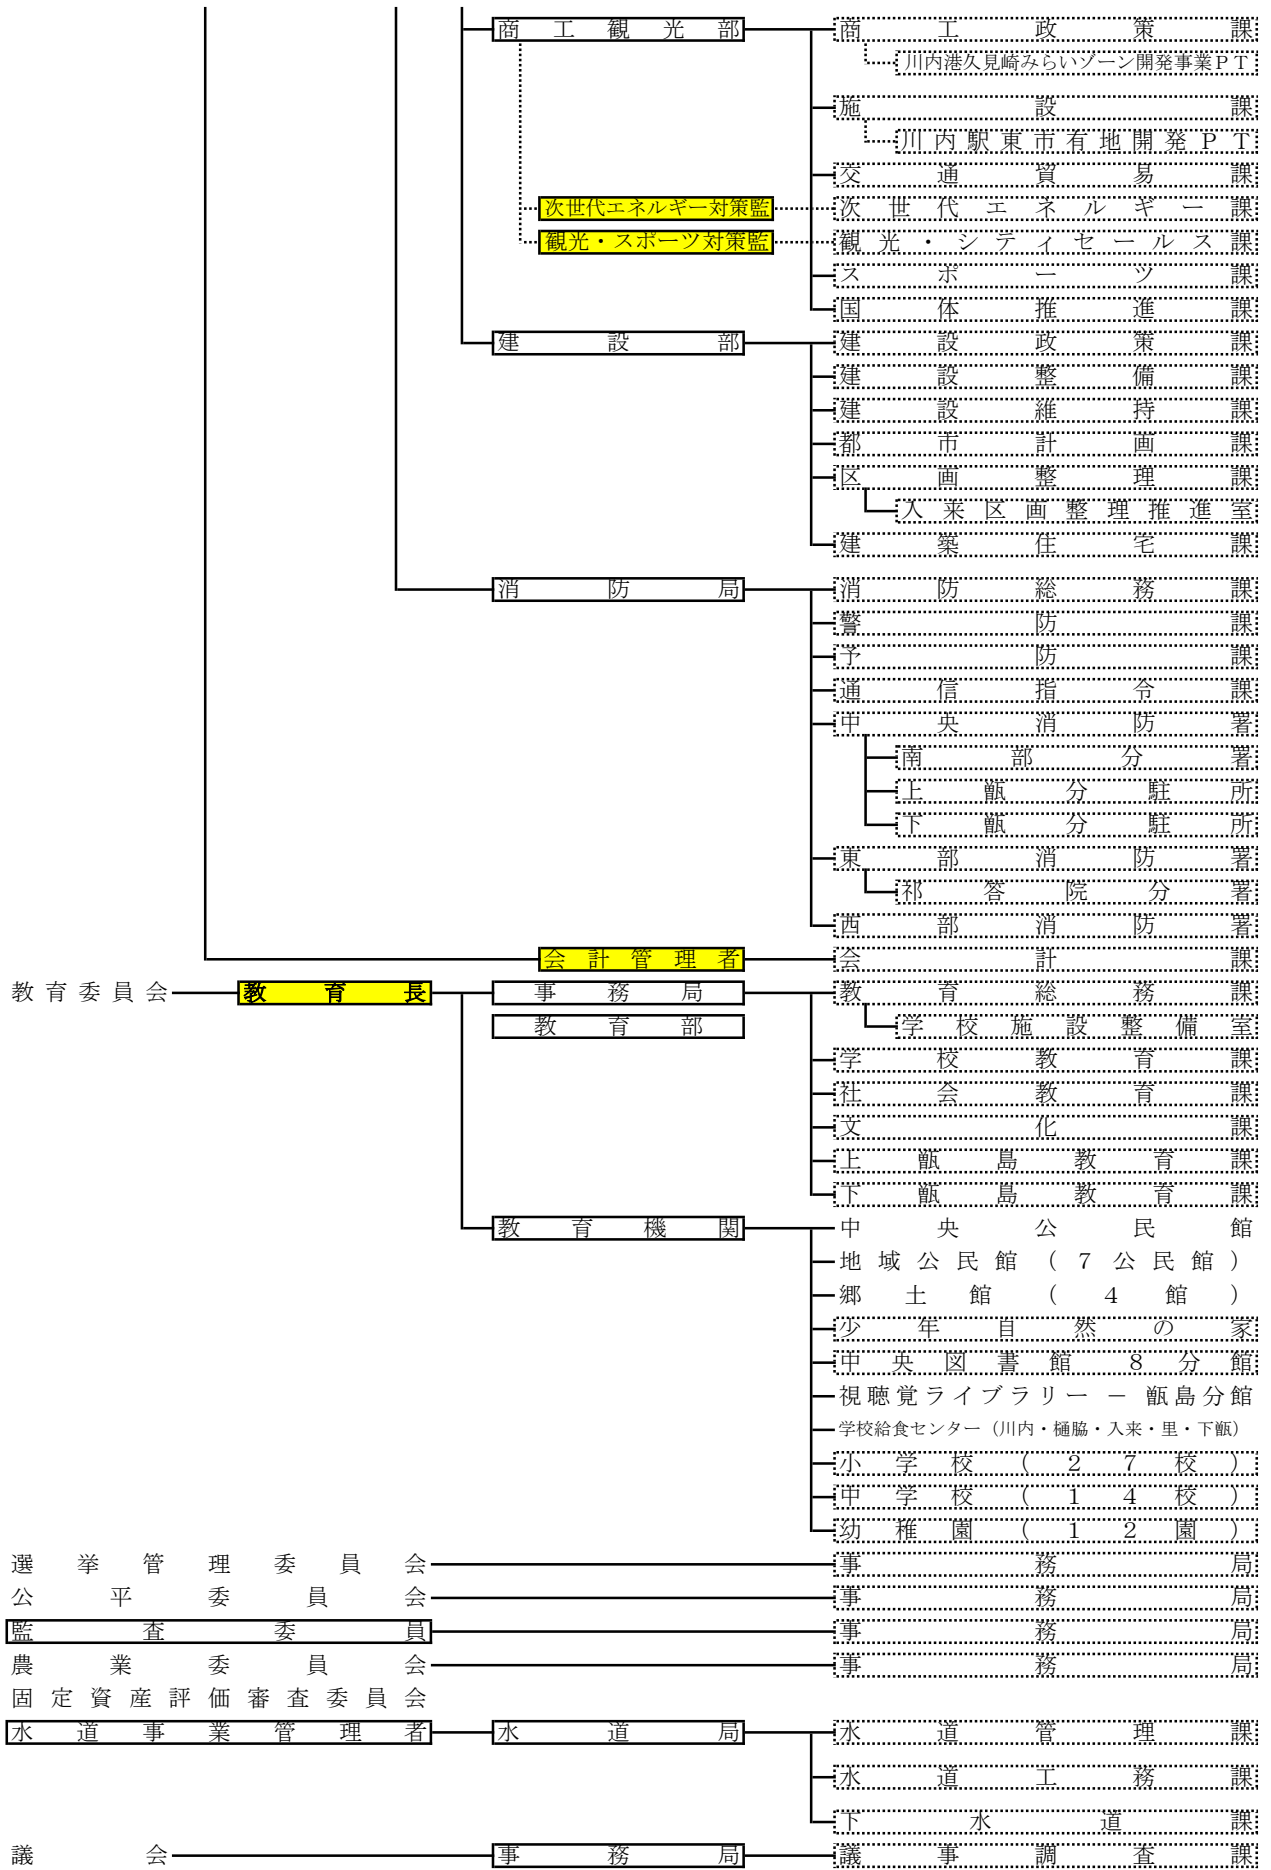 商工観光部 商工政策課
川内港久見崎みらいゾーン開発事業ＰＴ
施設課
川内駅東市有地開発ＰＴ
交通貿易課
次世代エネルギー対策監 次世代エネルギー課
観光・スポーツ対策監 観光・シティセールス課
スポーツ課
国体推進課
建設部 建設政策課
建設整備課
建設維持課
都市計画課
区画整理課
入来区画整理推進室
建築住宅課
消防局 消防総務課
警防課
予防課
通信指令課
中央消防署
南部分署
上甑分駐所
下甑分駐所
東部消防署
祁答院分署
西部消防署
会計管理者 会計課
教育委員会 教育長 事務局 教育総務課
教育部 学校施設整備室
学校教育課
社会教育課
文化課
上甑島教育課
下甑島教育課
教育機関 中央公民館
地域公民館（７公民館）
郷土館（４館）
少年自然の家
中央図書館 ８分館
視聴覚ライブラリー － 甑島分館
学校給食センター（川内・樋脇・入来・里・下甑）
小学校（２７校）
中学校（１４校）
幼稚園（１２園）
選挙管理委員会 事務局
公平委員会 事務局
監査委員 事務局
農業委員会 事務局
固定資産評価審査委員会
水道事業管理者 水道局 水道管理課
水道工務課
下水道課
議会 事務局 議事調査課